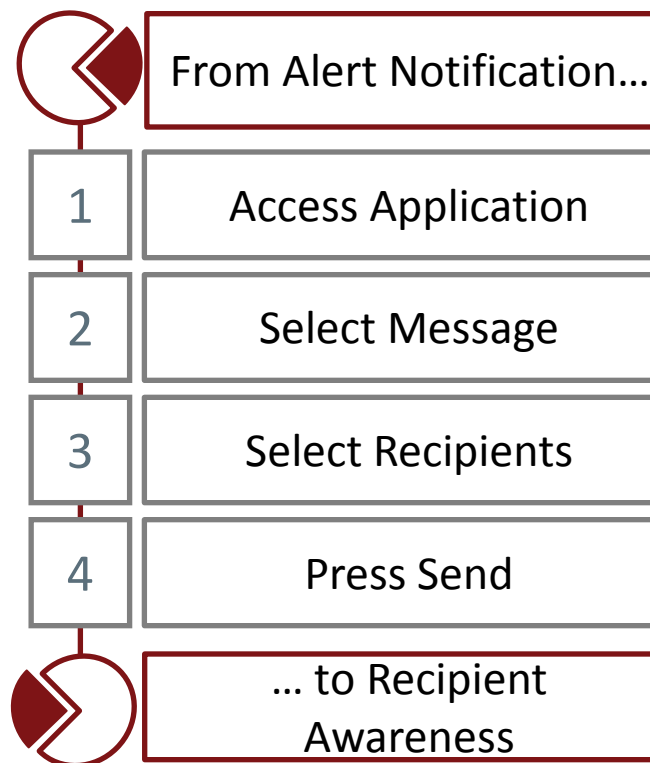 From Alert Notification…
1
Access Application
2
Select Message
3
Select Recipients
4
Press Send
… to Recipient
Awareness